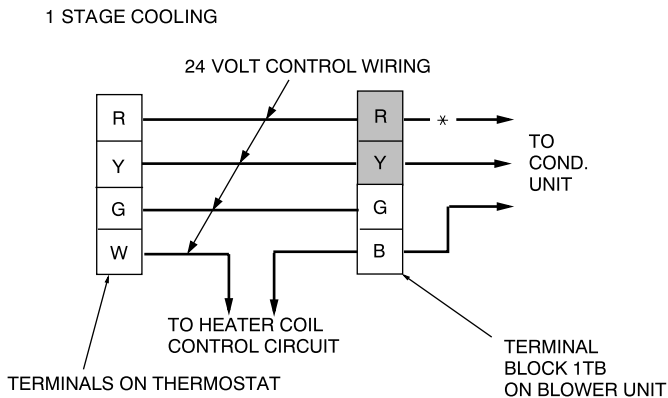 1 STAGE COOLING
24 VOLT CONTROL WIRING
R
R
*
Y
Y
TO
COND.
UNIT
G
G
W
B
TO HEATER COIL
CONTROL CIRCUIT
TERMINALS ON THERMOSTAT
TERMINAL
BLOCK 1TB
ON BLOWER UNIT